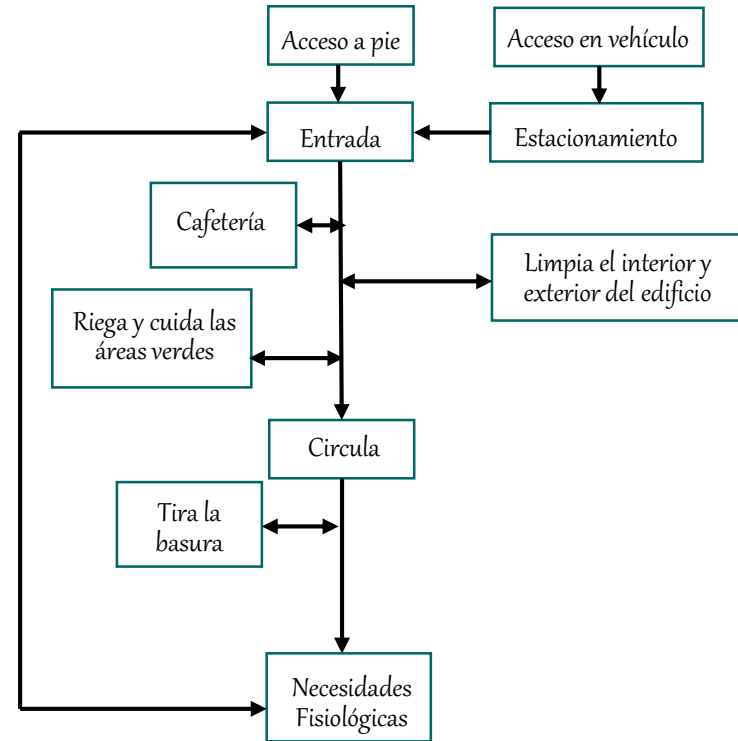 Acceso a pie
Acceso en vehículo
Entrada
Estacionamiento
Cafetería
Limpia el interior y
exterior del edificio
Riega y cuida las
áreas verdes
Circula
Tira la
basura
Necesidades
Fisiológicas